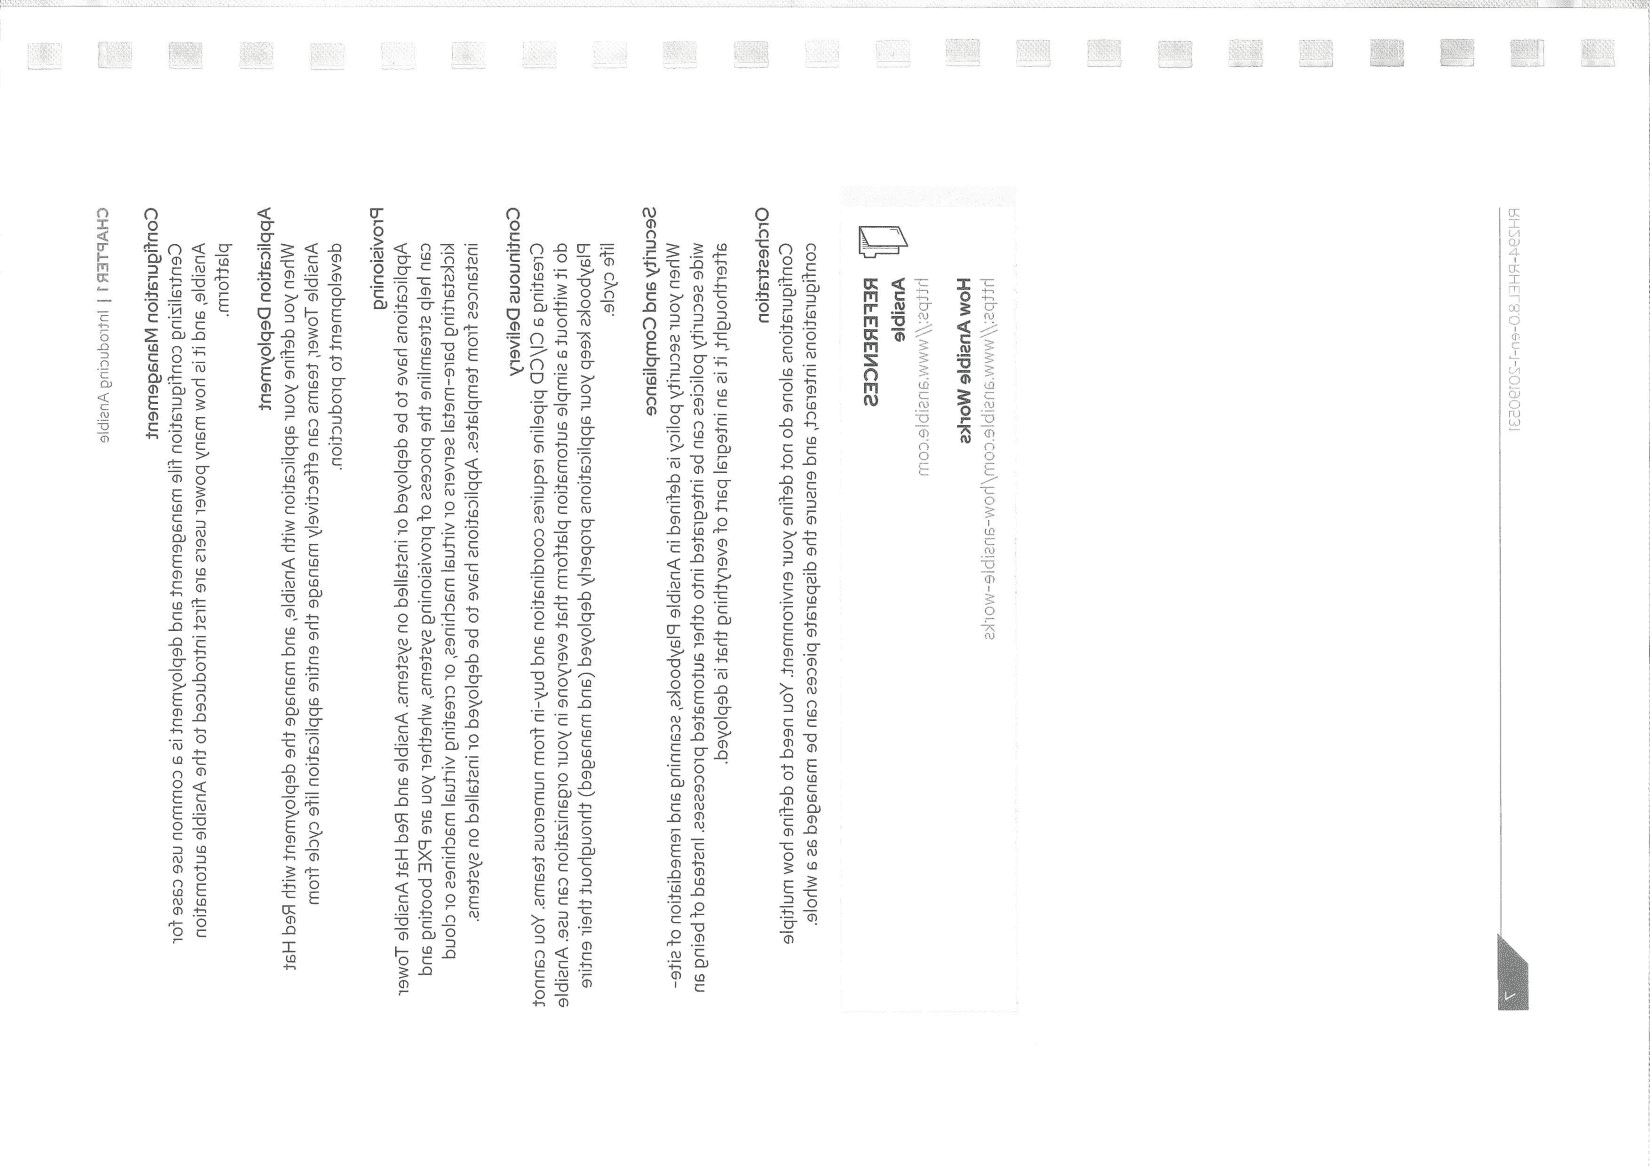 CHAPTER 1 | Introducing Ansible
Configuration Management
Centralizing configuration file management and deployment is a common use case for
Ansible, and it is how many power users are first introduced to the Ansible automation
platform.
Application Deployment
When you define your application with Ansible, and manage the deployment with Red Hat
Ansible Tower, teams can effectively manage the entire application life cycle from
development to production.
Provisioning
Applications have to be deployed or installed on systems. Ansible and Red Hat Ansible Tower
can help streamline the process of provisioning systems, whether you are PXE booting and
kickstarting bare-metal servers or virtual machines, or creating virtual machines or cloud
instances from templates. Applications have to be deployed or installed on systems.
Continuous Delivery
Creating a CI/CD pipeline requires coordination and buy-in from numerous teams. You cannot
do it without a simple automation platform that everyone in your organization can use. Ansible
Playbooks keep your applications properly deployed (and managed) throughout their entire
life cycle.
Security and Compliance
When your security policy is defined in Ansible Playbooks, scanning and remediation of site-
wide security policies can be integrated into other automated processes. Instead of being an
afterthought, it is an integral part of everything that is deployed.
Orchestration
Configurations alone do not define your environment. You need to define how multiple
configurations interact, and ensure the disparate pieces can be managed as a whole.
REFERENCES
Ansible
https://www.ansible.com
How Ansible Works
https://www.ansible.com/how-ansible-works
RH294-RHEL8.0-en-1-20190531
7